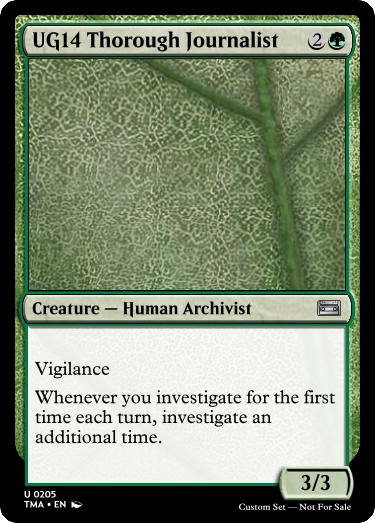 UG14 Thorough Journalist 2
Creature — Human Archivist
Vigilance
Whenever you investigate for the first
time each turn, investigate an
additional time.
3/3
U 0205
TMA • EN
Custom Set — Not For Sale